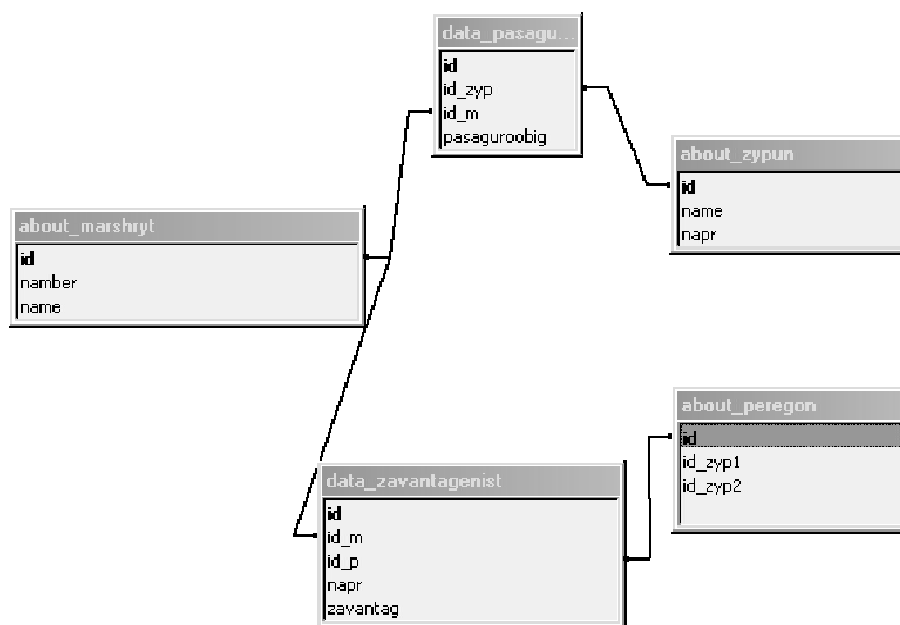 data_pasagu...
id
id_zyp
id_m
pasaguroobig
about_zypun
id
name
napr
about_marshryt
id
namber
name
about_peregon
id
id_zyp1
id_zyp2
data_zavantagenist
id
id_m
id_p
napr
zavantag